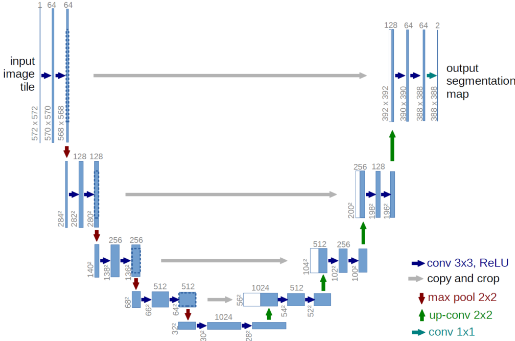 1 64 64
128 64 64 2
input
image
tile
output
segmentation
map
572 x 572
570 x 570
568 x 568
392 x 392
390 x 390
388 x 388
388 x 388
128 128
256 128
284²
282²
280²
200²
198²
196²
256 256
512 256
140²
138²
136²
104²
102²
100²
512 512
1024 512
68²
66²
64²
56²
54²
52²
1024
32²
30²
28²
conv 3x3, ReLU
copy and crop
max pool 2x2
up-conv 2x2
conv 1x1